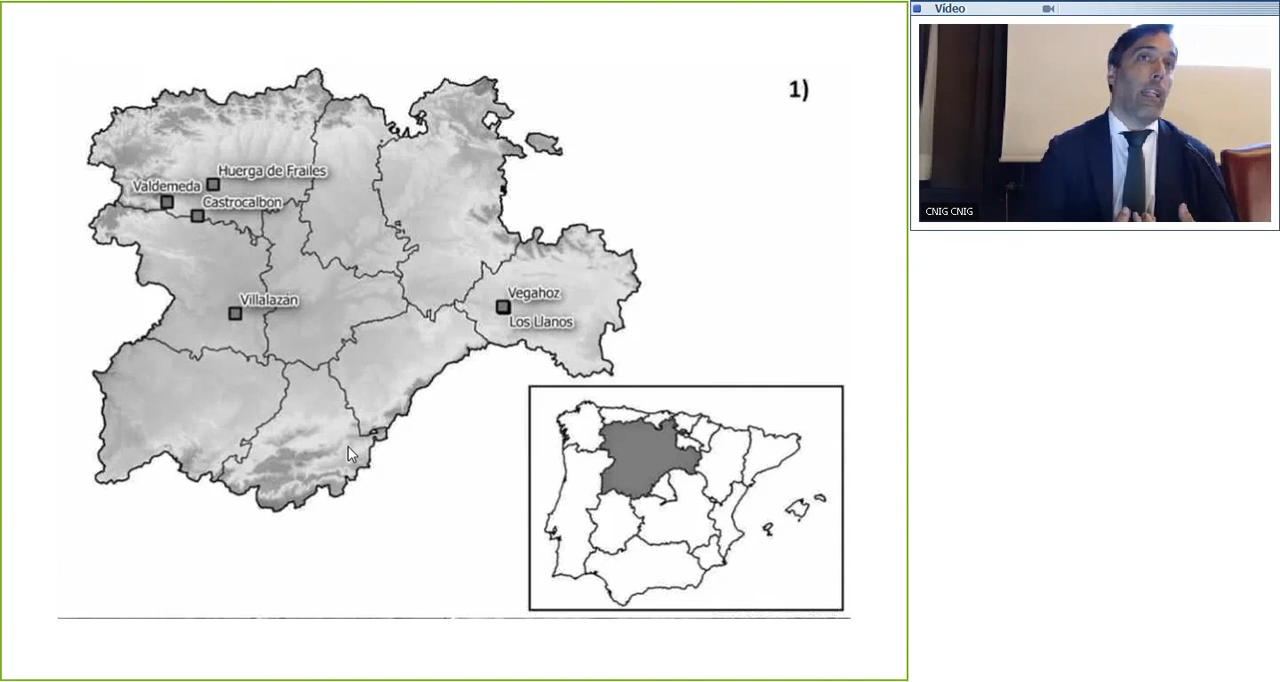 1)
Huerga de Frailes
Valdemeda
Castrocalbón
Villalazán
Vegahoz
Los Llanos
Vídeo
CNIG CNIG